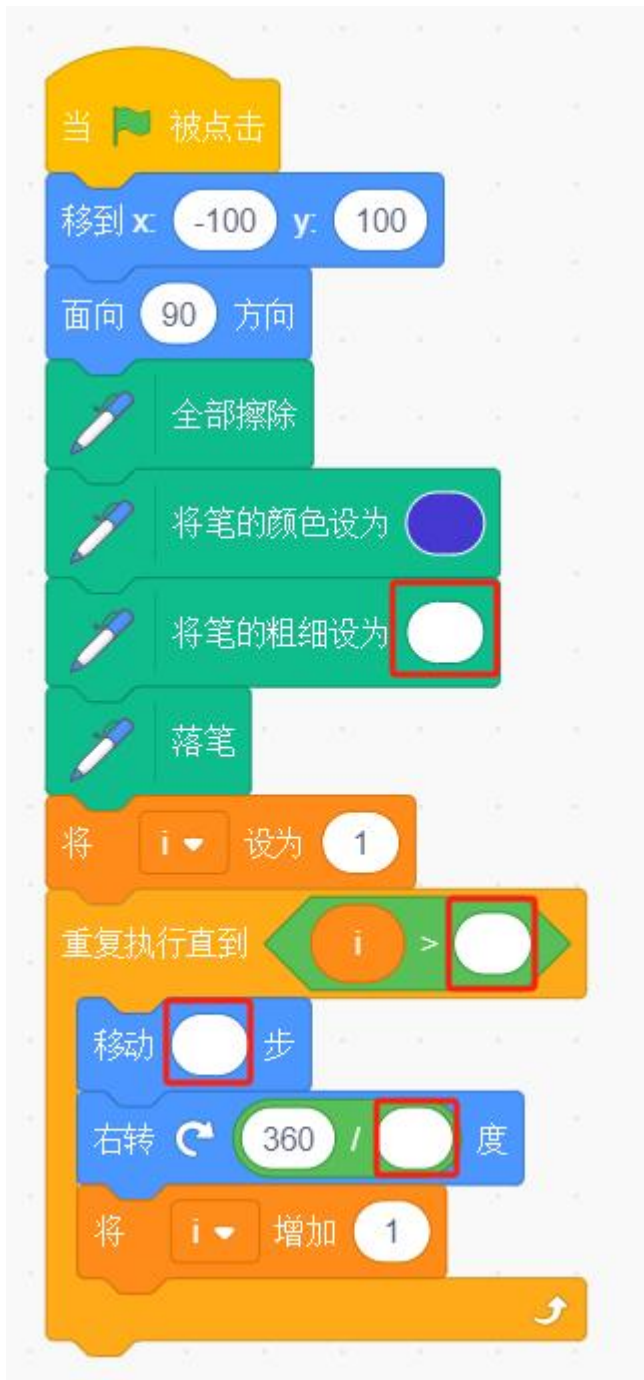 当 被点击
移到 x: -100 y: 100
面向 90 方向
全部擦除
将笔的颜色设为
将笔的粗细设为
落笔
将 i 设为 1
重复执行直到 i >
移动 步
右转 360 / 度
将 i 增加 1